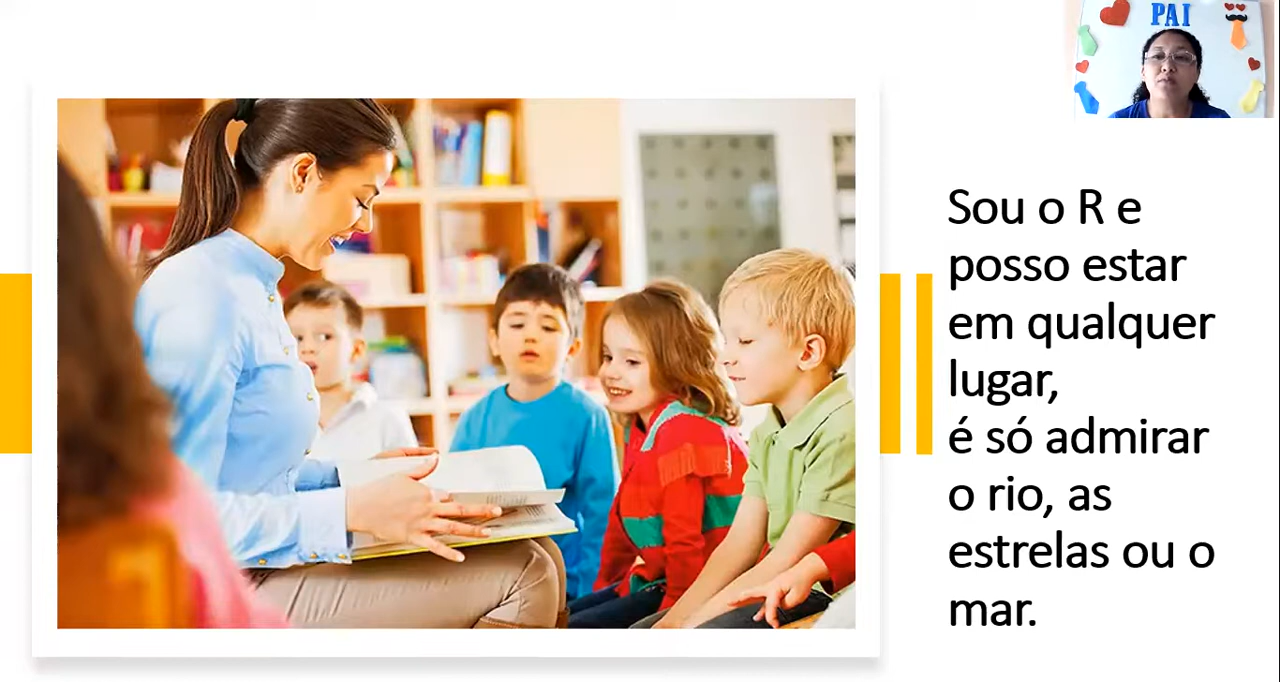 PAI
Sou o R e
posso estar
em qualquer
lugar,
é só admirar
o rio, as
estrelas ou o
mar.